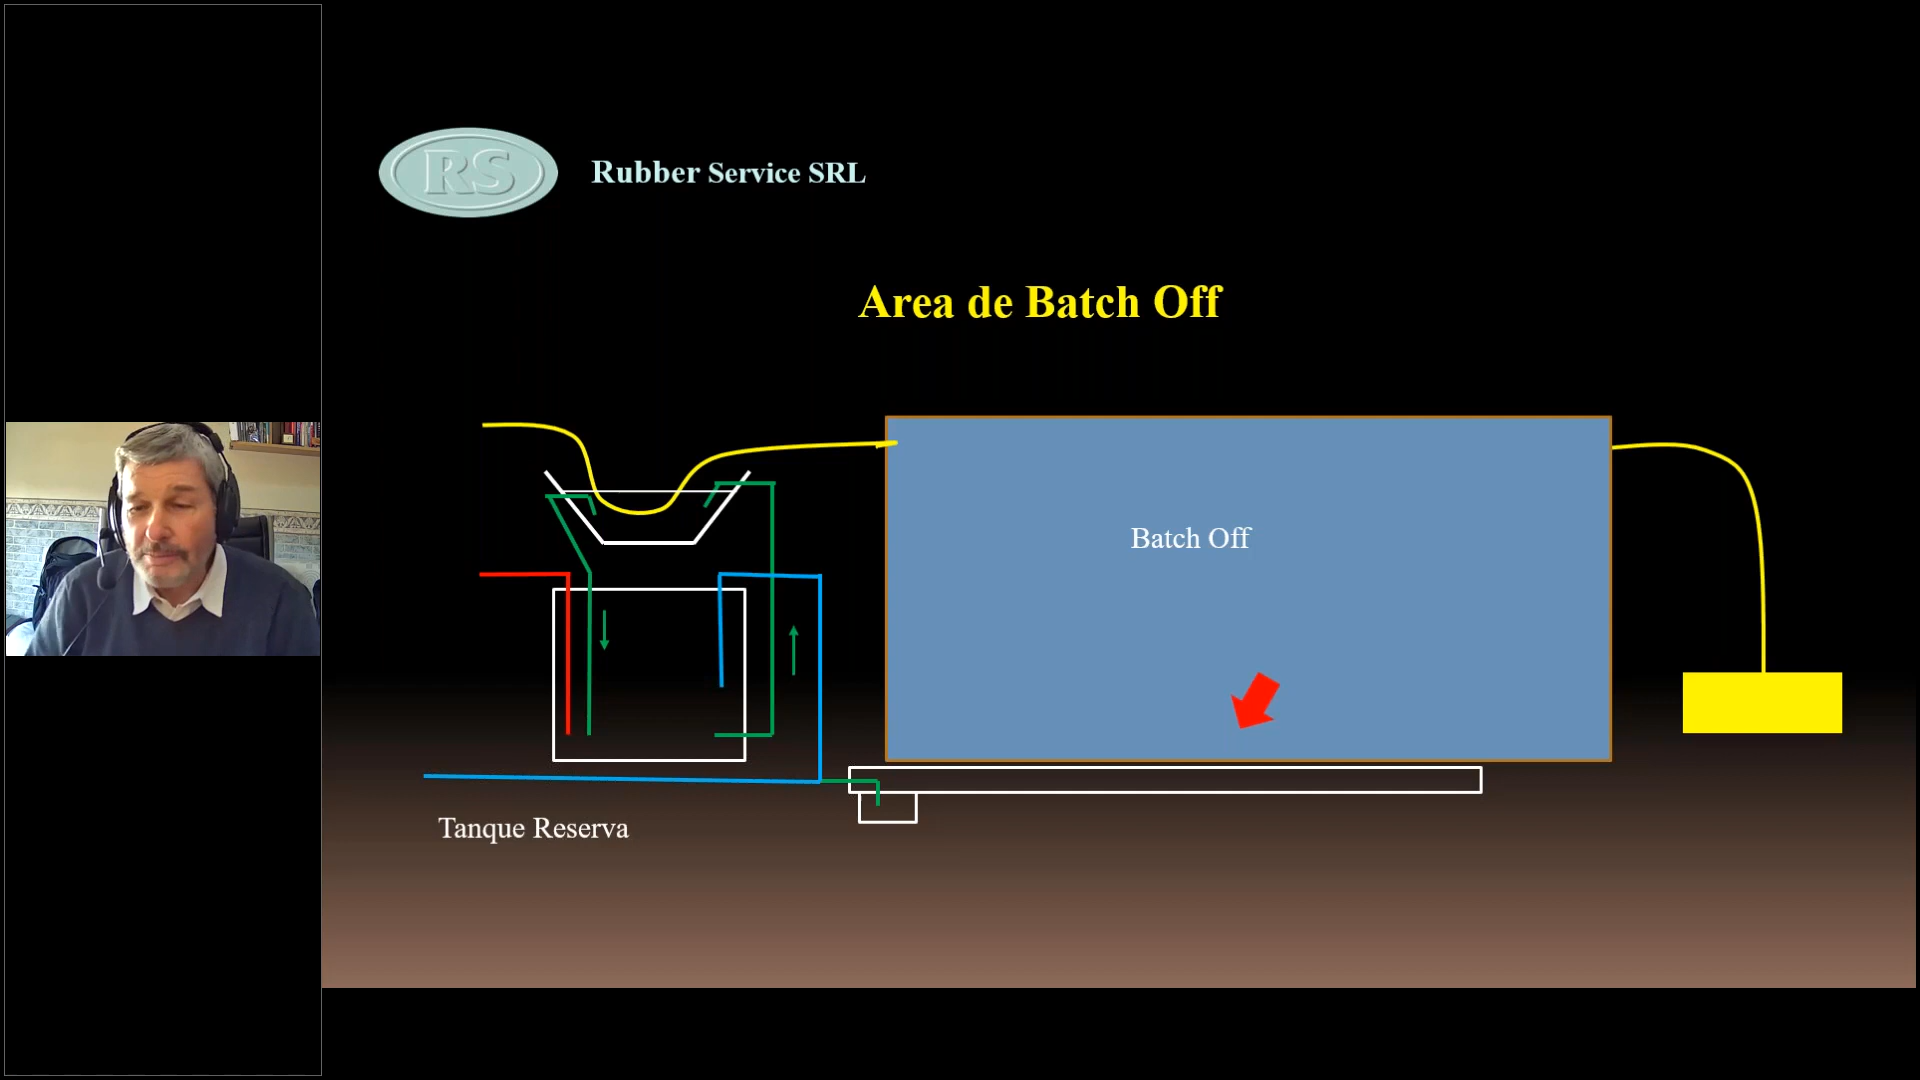 RS
Rubber Service SRL
Area de Batch Off
Batch Off
Tanque Reserva